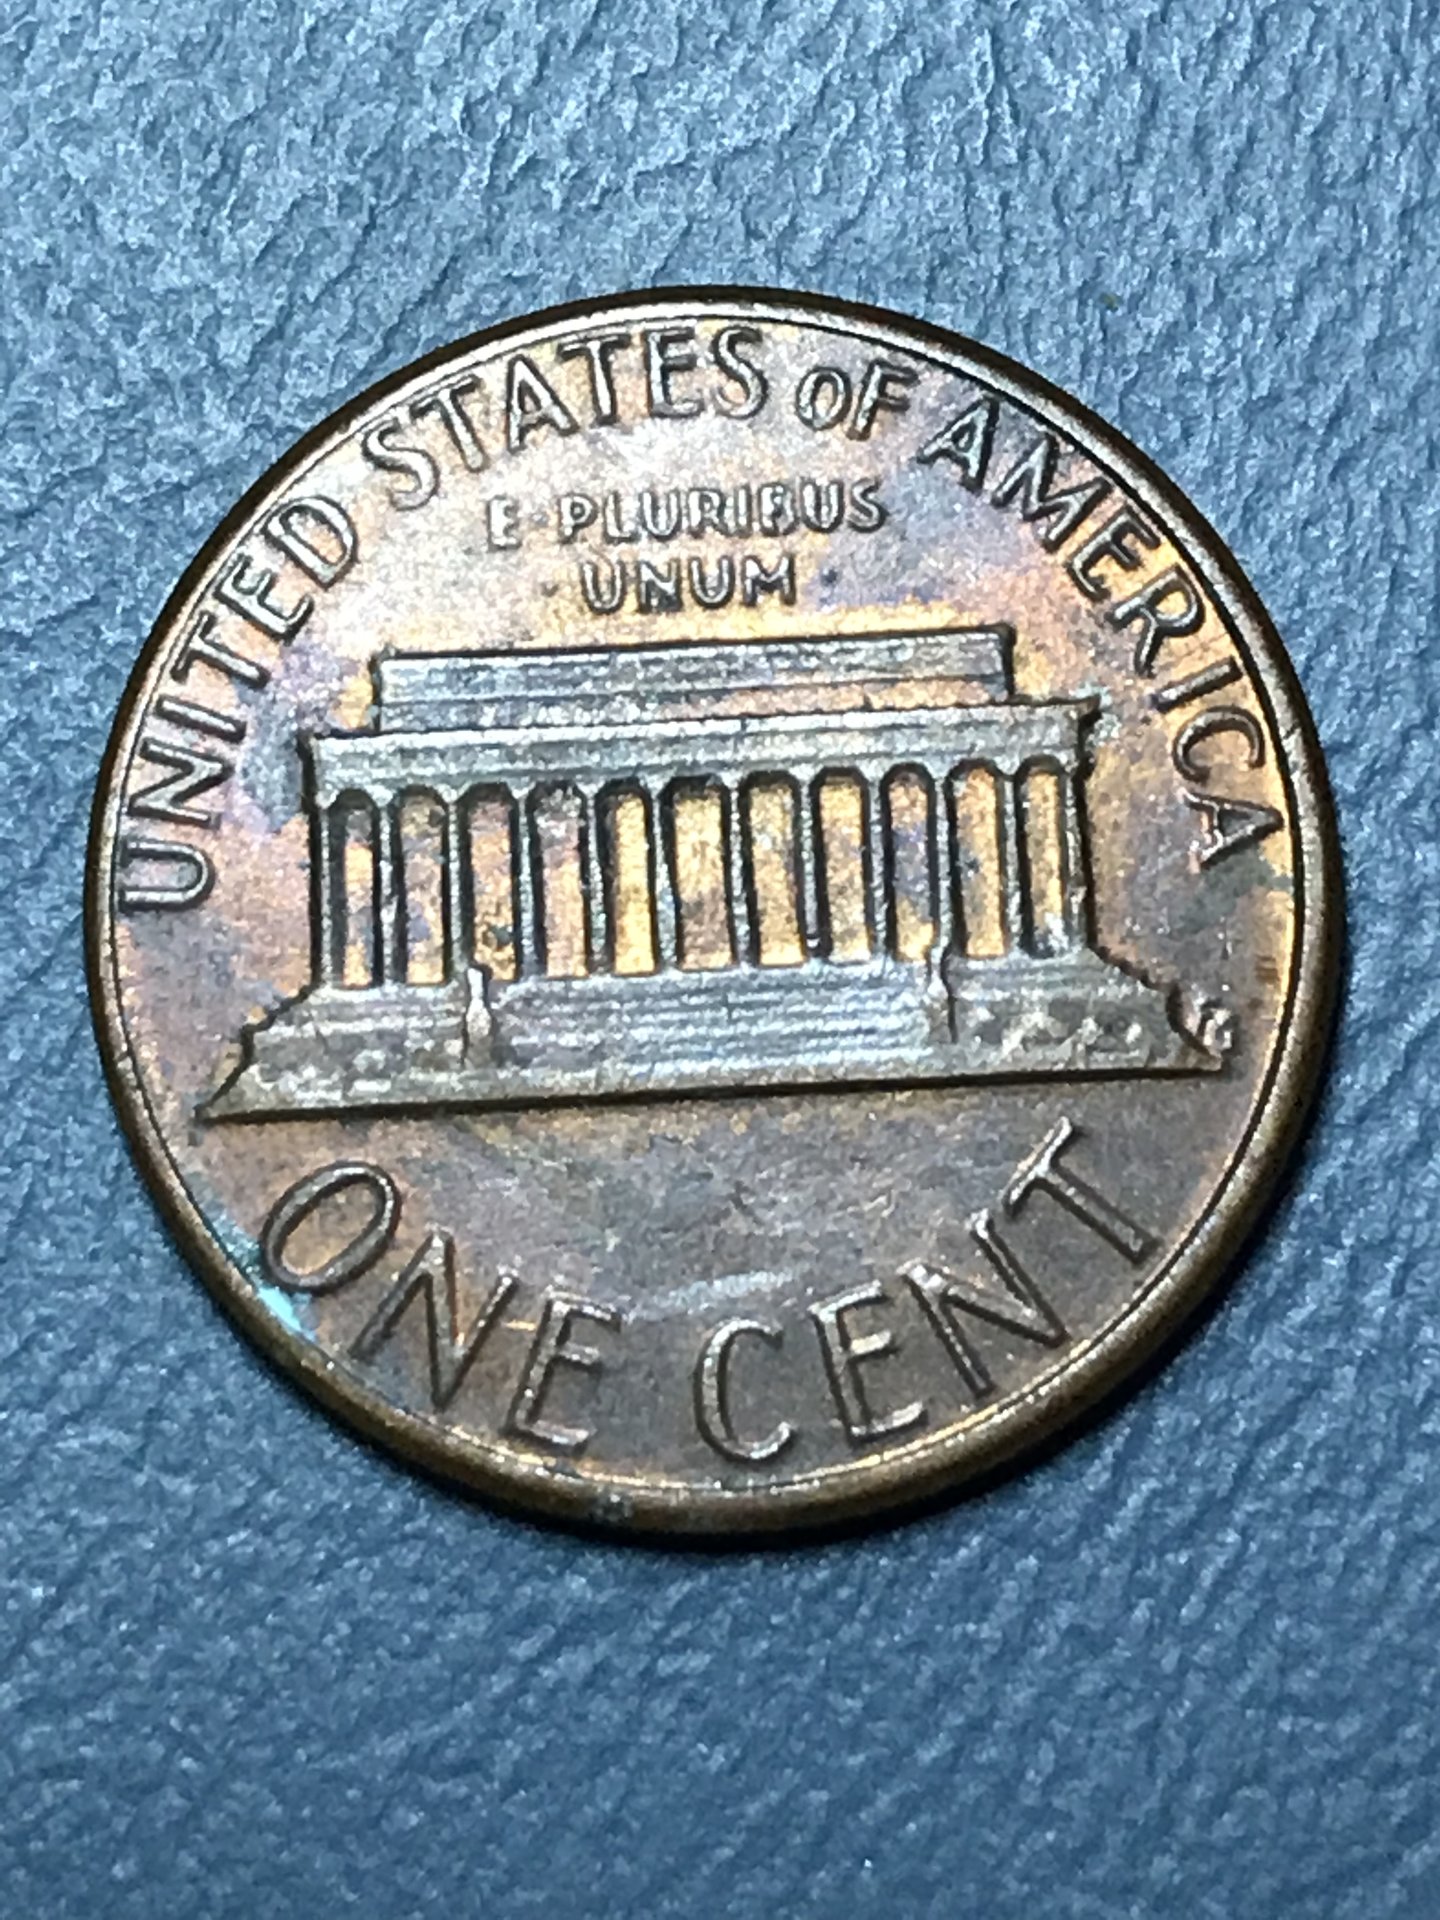 UNITED STATES OF AMERICA
E·PLURIBUS
·UNUM
ONE CENT